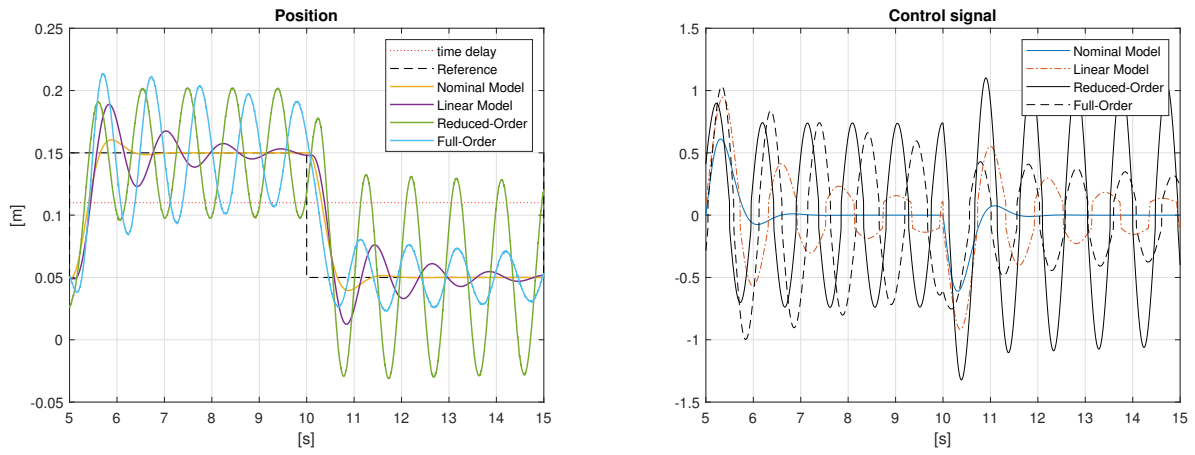 Position
0.25
0.2
0.15
0.1
0.05
0
-0.05
[m]
5
6
7
8
9
10
11
12
13
14
15
[s]
time delay
Reference
Nominal Model
Linear Model
Reduced-Order
Full-Order
Control signal
1.5
1
0.5
0
-0.5
-1
-1.5
5
6
7
8
9
10
11
12
13
14
15
[s]
Nominal Model
Linear Model
Reduced-Order
Full-Order